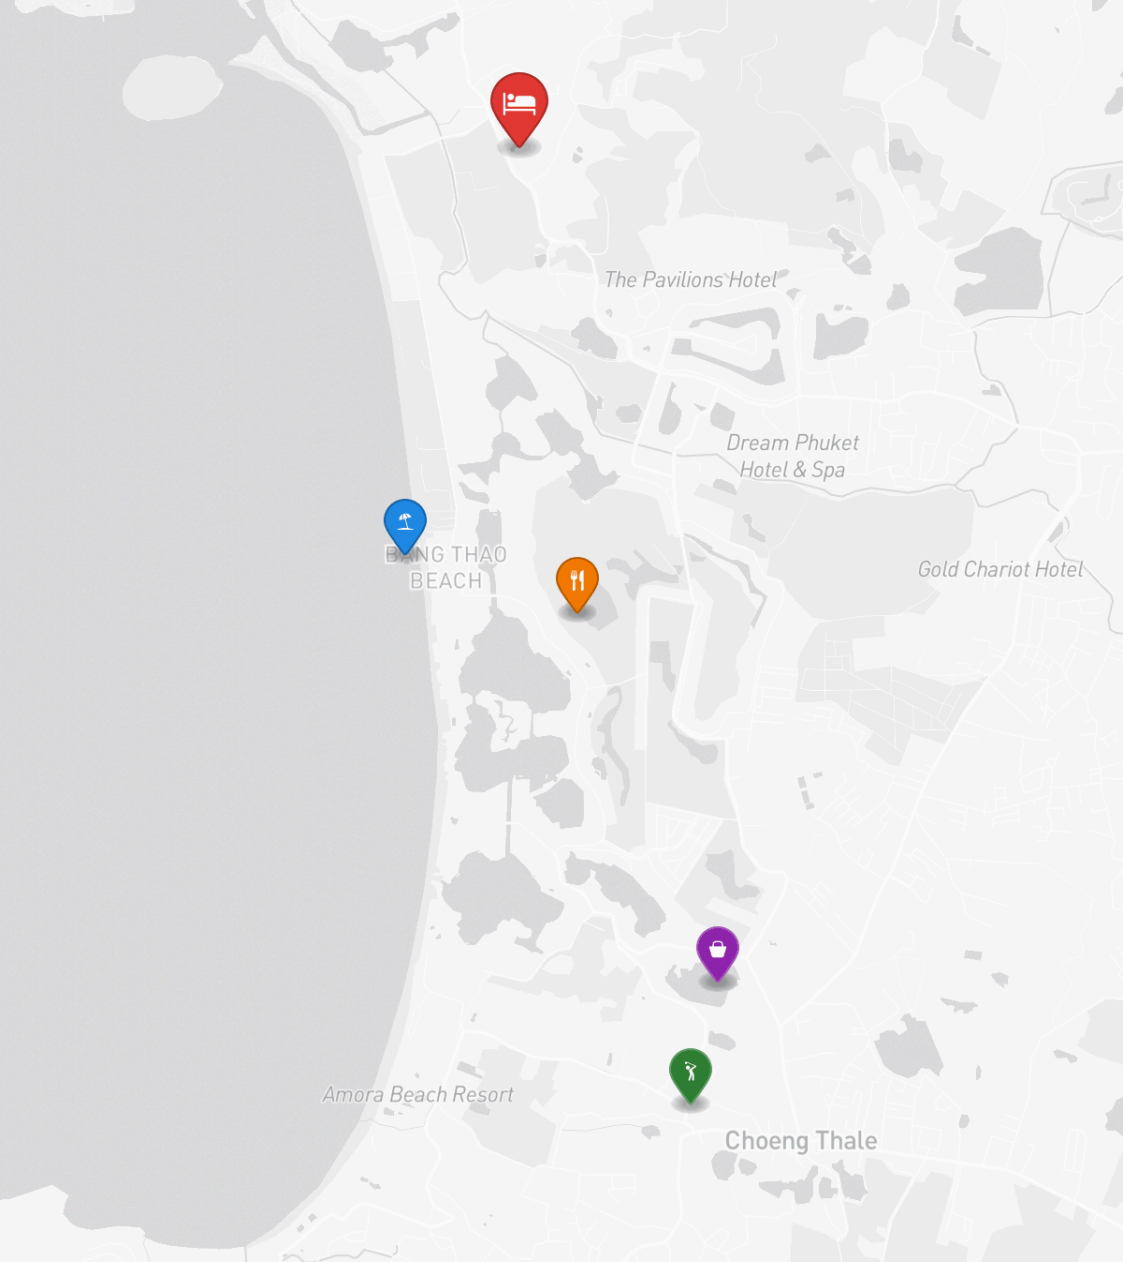 The Pavilions Hotel
Dream Phuket
Hotel & Spa
BANG THAO
BEACH
Gold Chariot Hotel
Amora Beach Resort
Choeng Thale